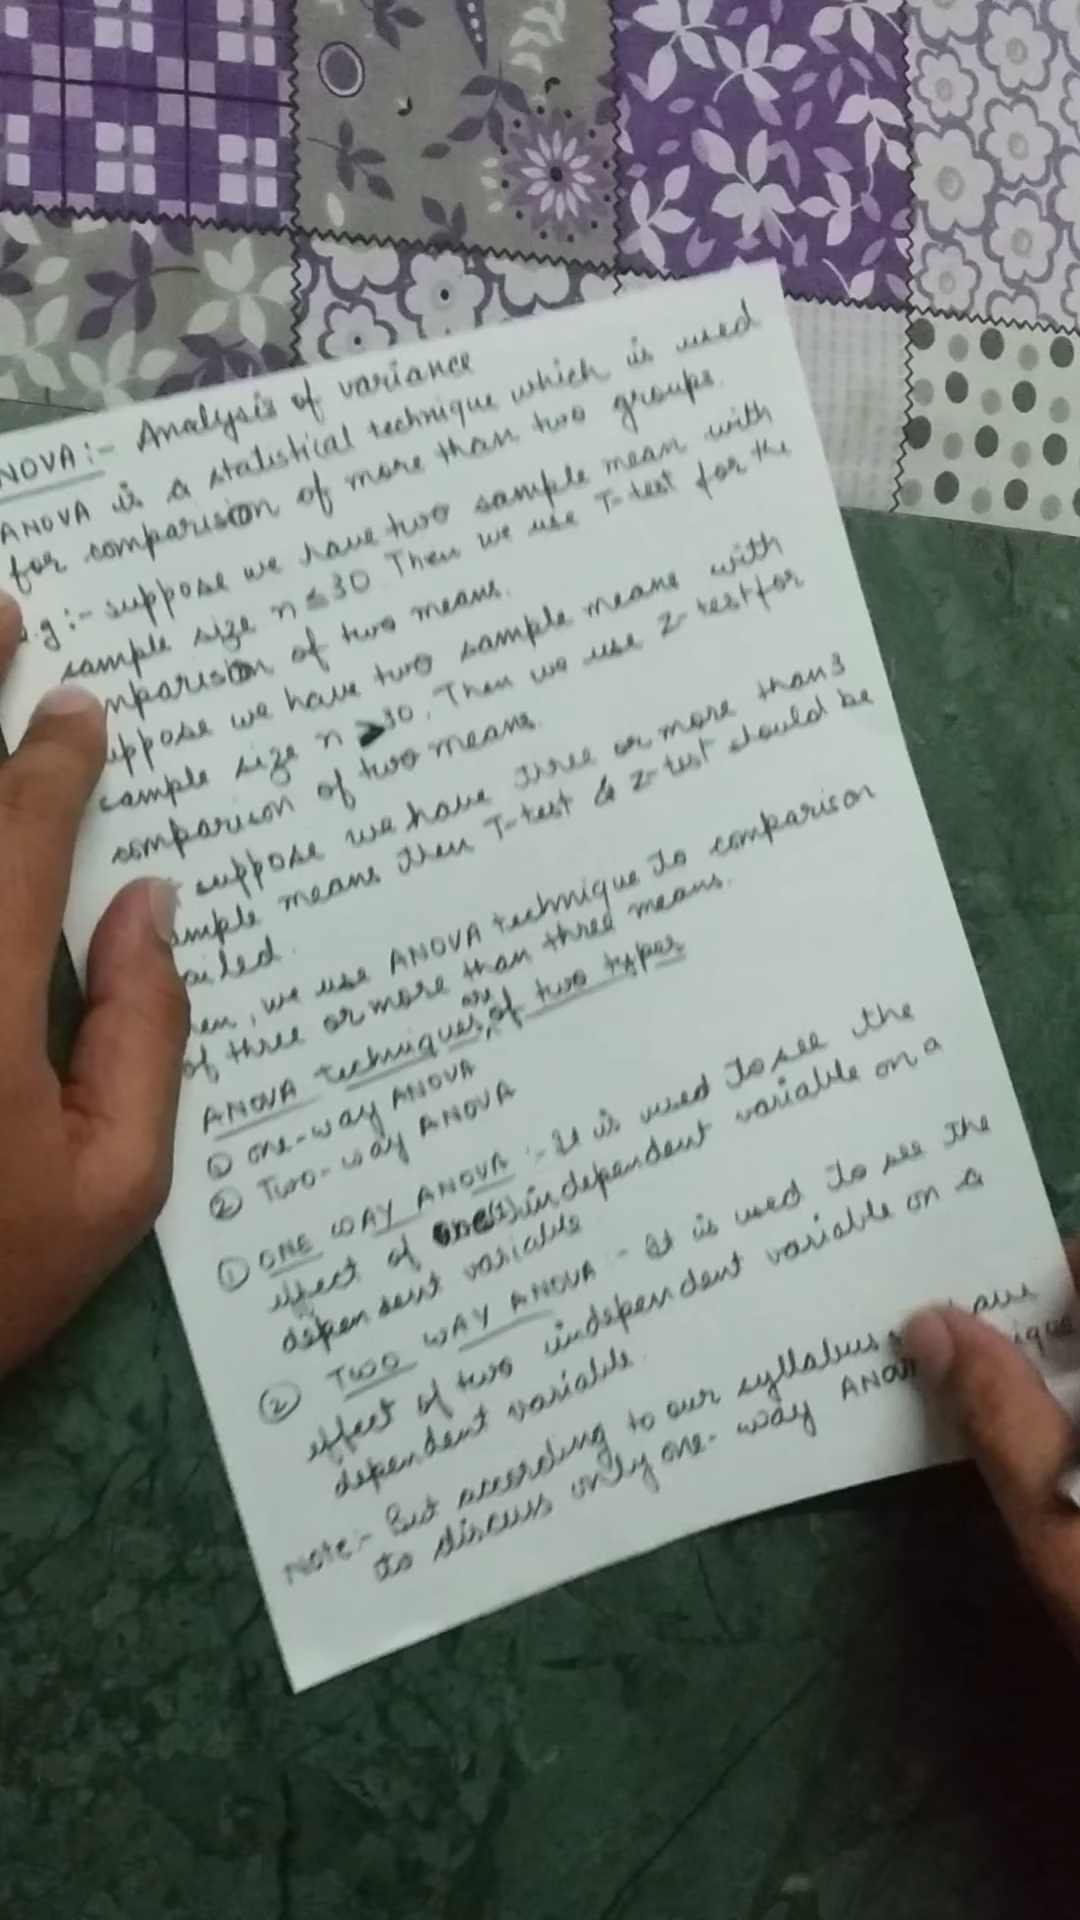 NOVA:- Analysis of variance
ANOVA is a statistical technique which is used
for comparision of more than two groups.
.g:- suppose we have two sample mean with
sample size n ≤ 30. Then we use T-test for the
mparision of two means.
uppose we have two sample means with
sample size n >30. Then we use Z-test for
comparison of two means.
suppose we have three or more than 3
ample means then T-test & Z-test should be
ailed.
hen, we use ANOVA technique to comparison
of three or more than three means.
ANOVA techniques are of two types
① one-way ANOVA
② Two-way ANOVA
① ONE WAY ANOVA :- It is used to see the
effect of one(1) independent variable on a
dependent variable
② TWO WAY ANOVA - It is used to see the
effect of two independent variable on a
dependent variable.
Note:- But according to our syllabus have
to discuss only one-way ANOV ique